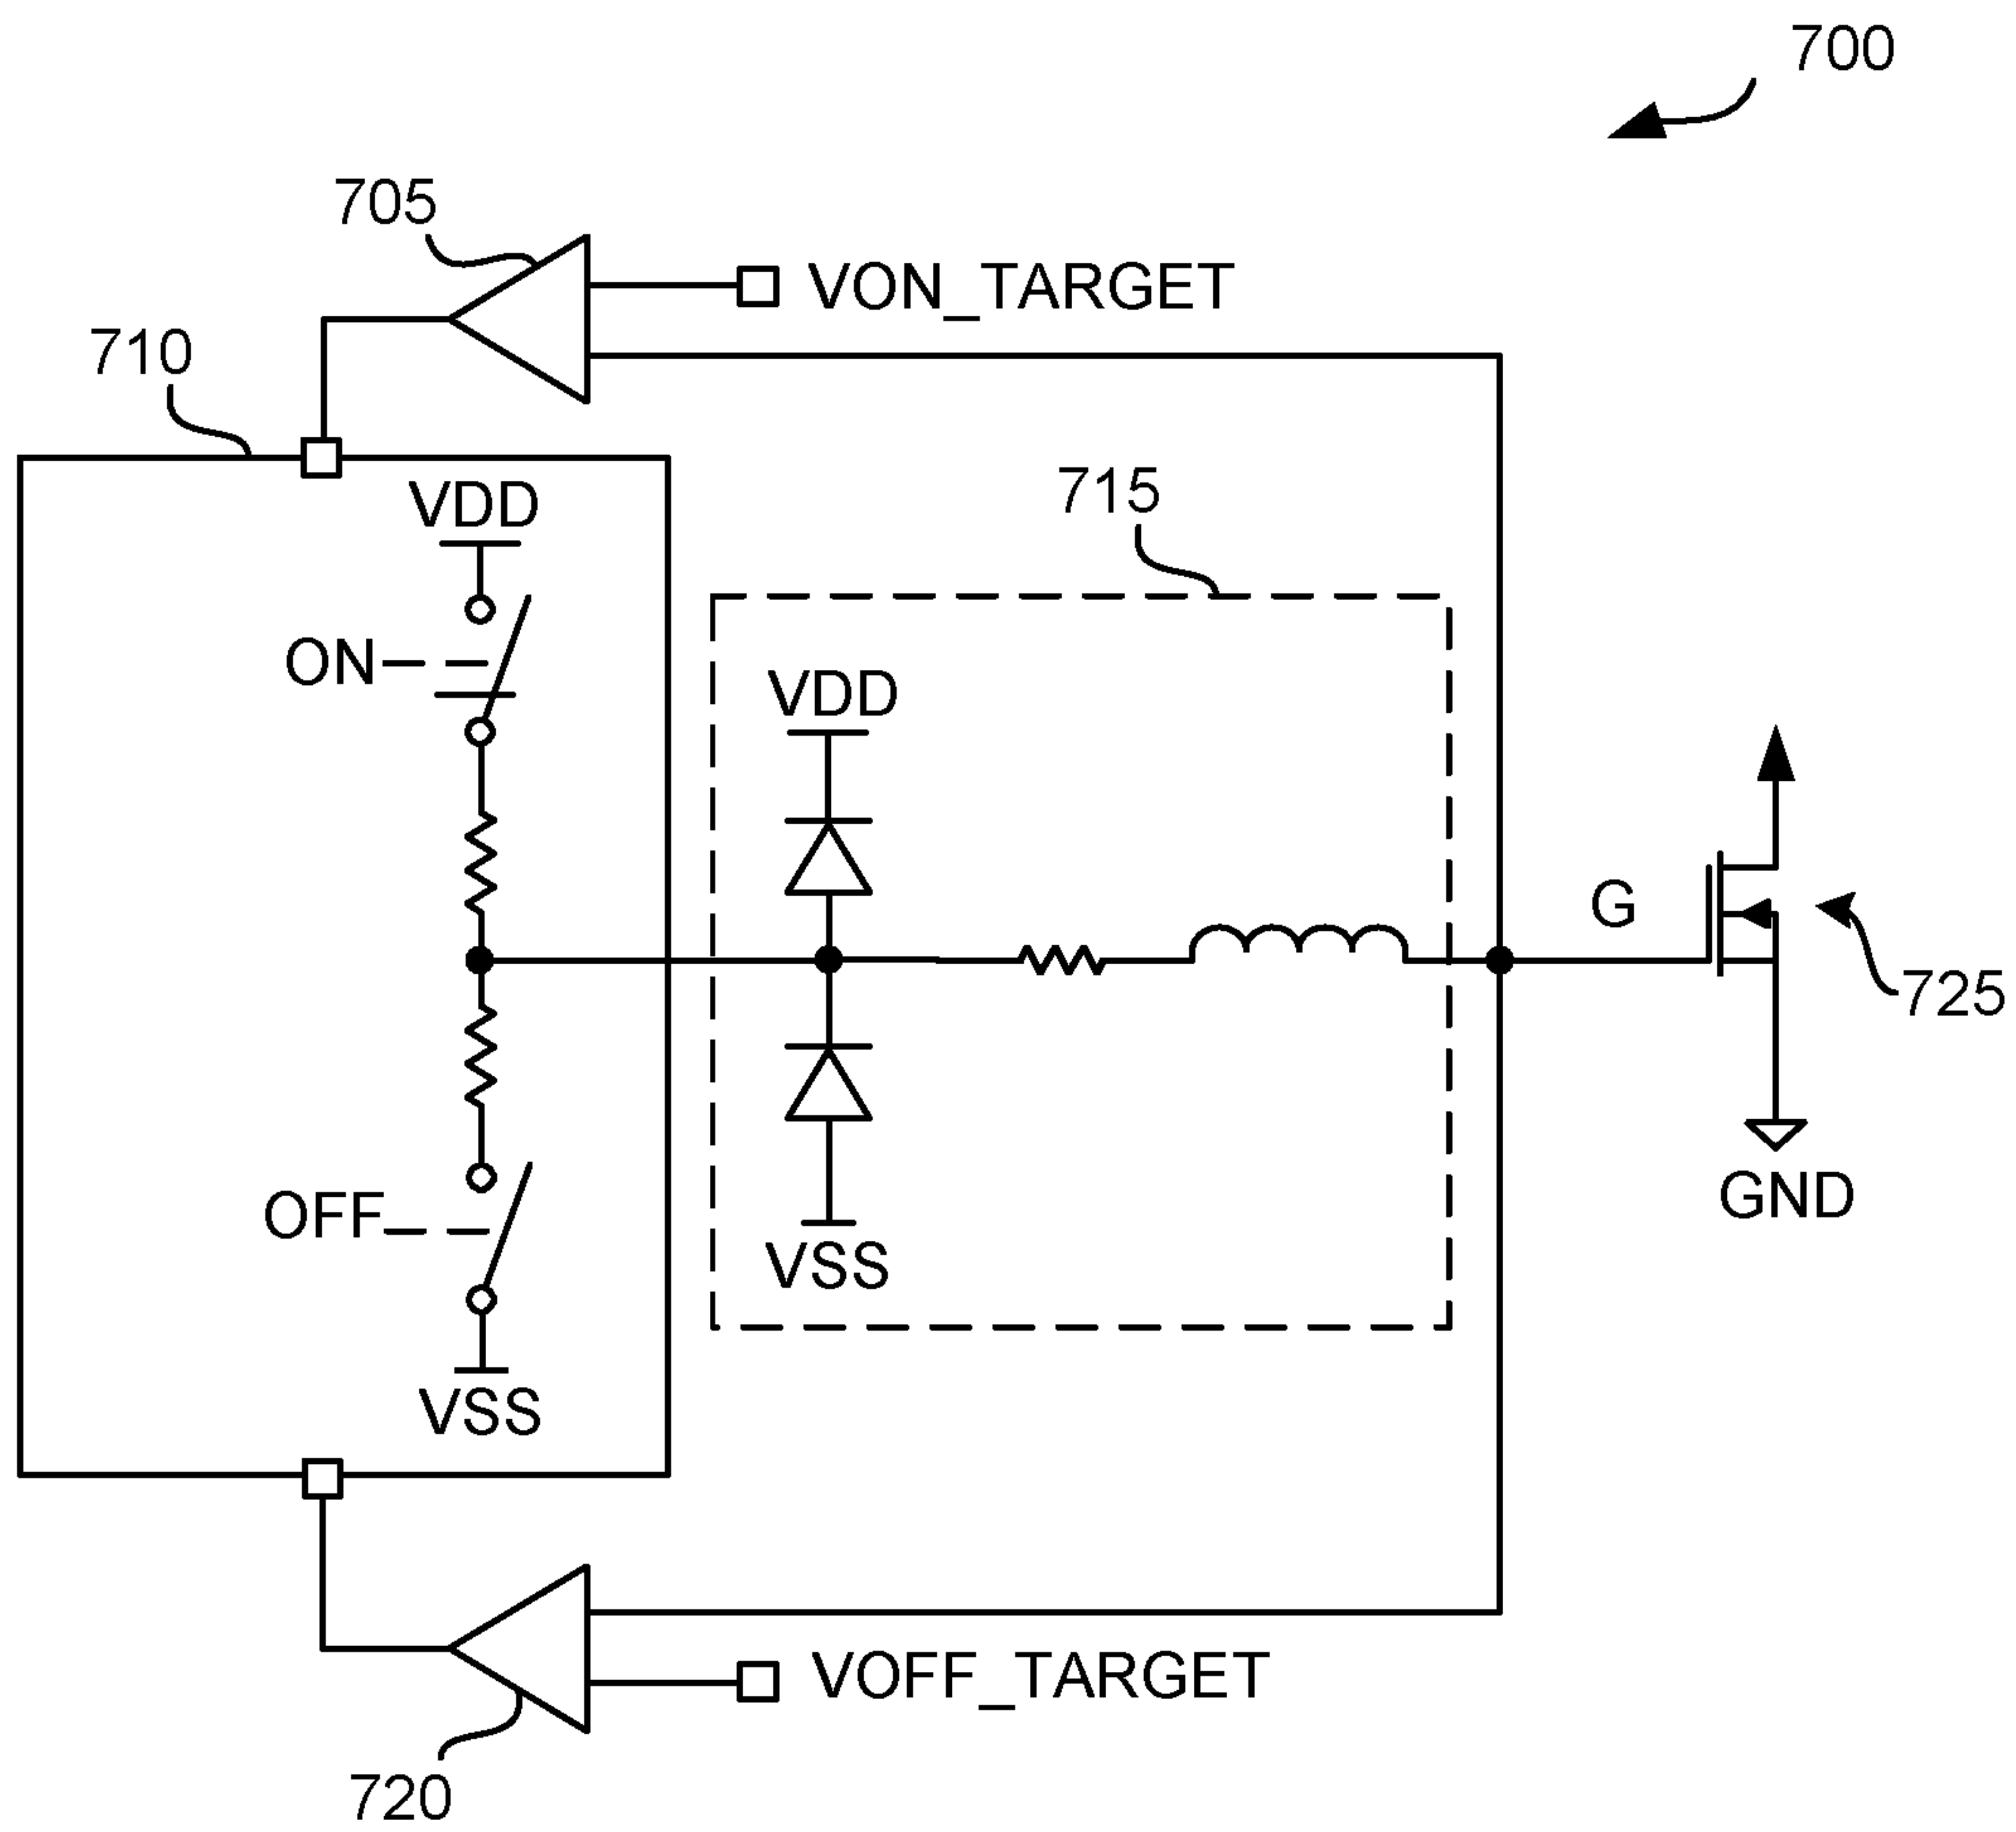 700
705
VON_TARGET
710
VDD
715
ON
VDD
G
725
OFF
GND
VSS
VSS
VOFF_TARGET
720